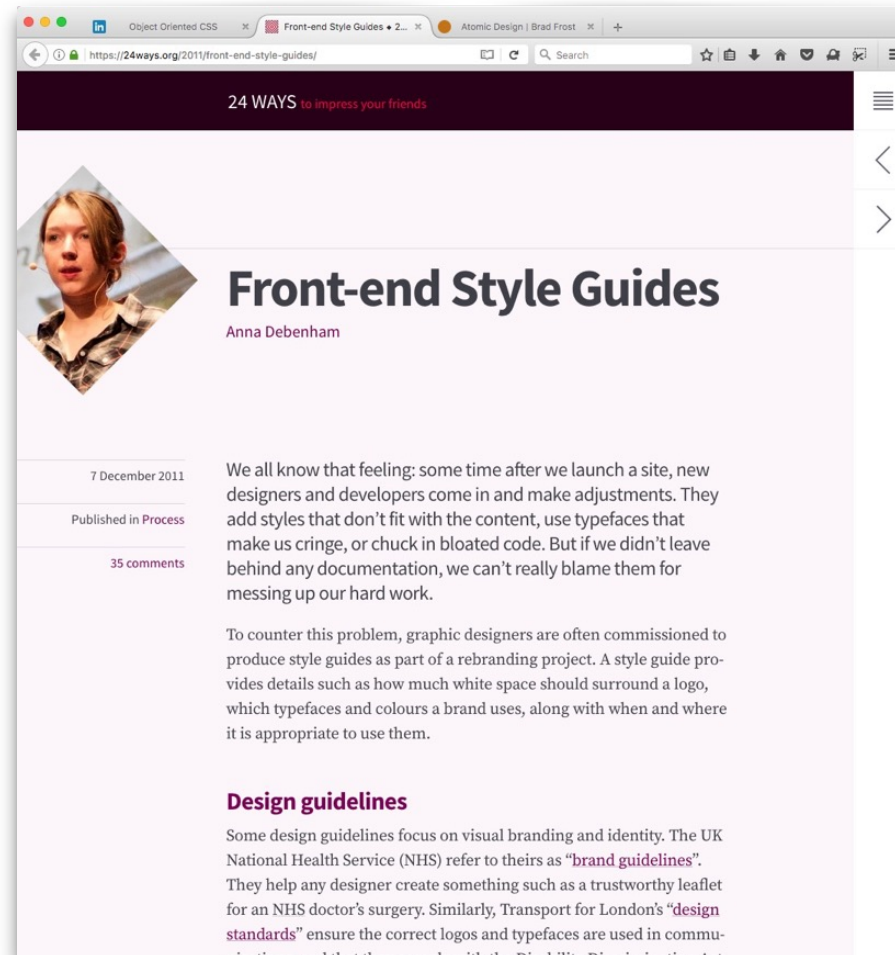 Object Oriented CSS
Front-end Style Guides ◆ 2...
Atomic Design | Brad Frost
https://24ways.org/2011/front-end-style-guides/
Search
24 WAYS to impress your friends
Front-end Style Guides
Anna Debenham
7 December 2011
Published in Process
35 comments
We all know that feeling: some time after we launch a site, new
designers and developers come in and make adjustments. They
add styles that don’t fit with the content, use typefaces that
make us cringe, or chuck in bloated code. But if we didn’t leave
behind any documentation, we can’t really blame them for
messing up our hard work.
To counter this problem, graphic designers are often commissioned to
produce style guides as part of a rebranding project. A style guide pro-
vides details such as how much white space should surround a logo,
which typefaces and colours a brand uses, along with when and where
it is appropriate to use them.
Design guidelines
Some design guidelines focus on visual branding and identity. The UK
National Health Service (NHS) refer to theirs as “brand guidelines”.
They help any designer create something such as a trustworthy leaflet
for an NHS doctor’s surgery. Similarly, Transport for London’s “design
standards” ensure the correct logos and typefaces are used in commu-